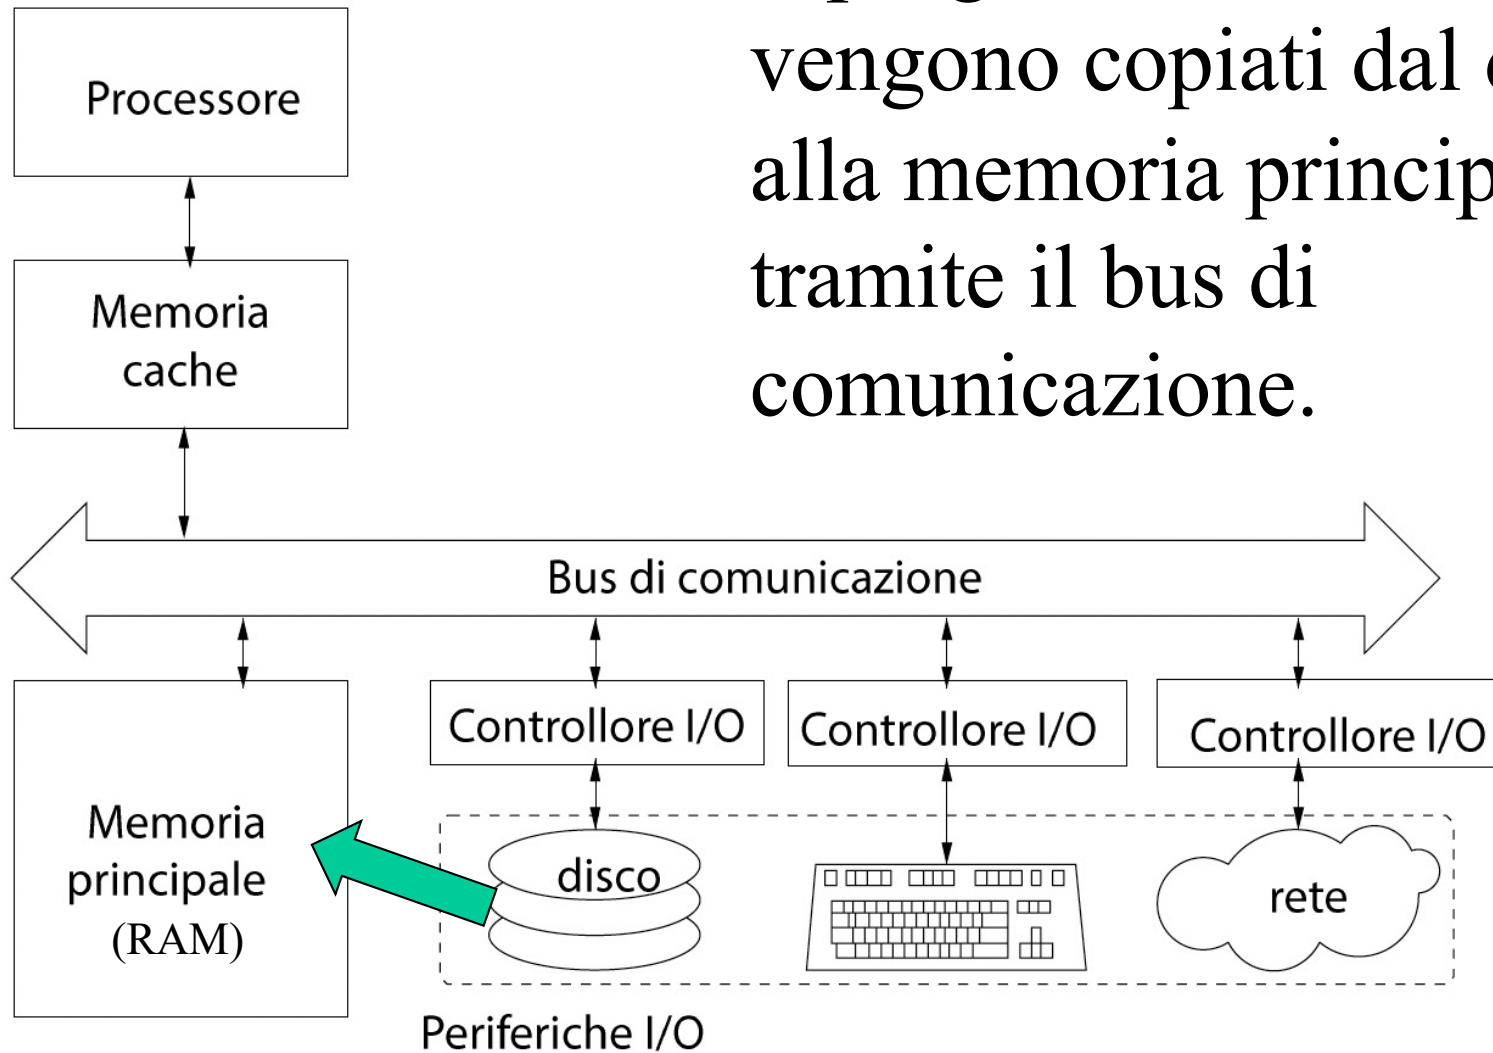 Processore
vengono copiati dal
alla memoria
tramite il bus di
comunicazione.
Memoria
cache
Bus di comunicazione
Controllore I/O
Controllore I/O
Controllore I/O
Memoria
principale
(RAM)
disco
rete
Periferiche I/O